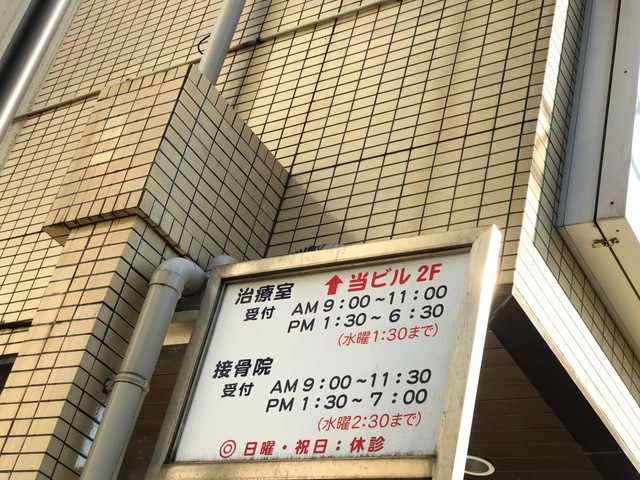 ⬆当ビル2F
治療室
受付 AM 9:00~11:00
PM 1:30~6:30
(水曜1:30まで)
接骨院
受付 AM 9:00~11:30
PM 1:30~7:00
(水曜2:30まで)
◎日曜・祝日:休診